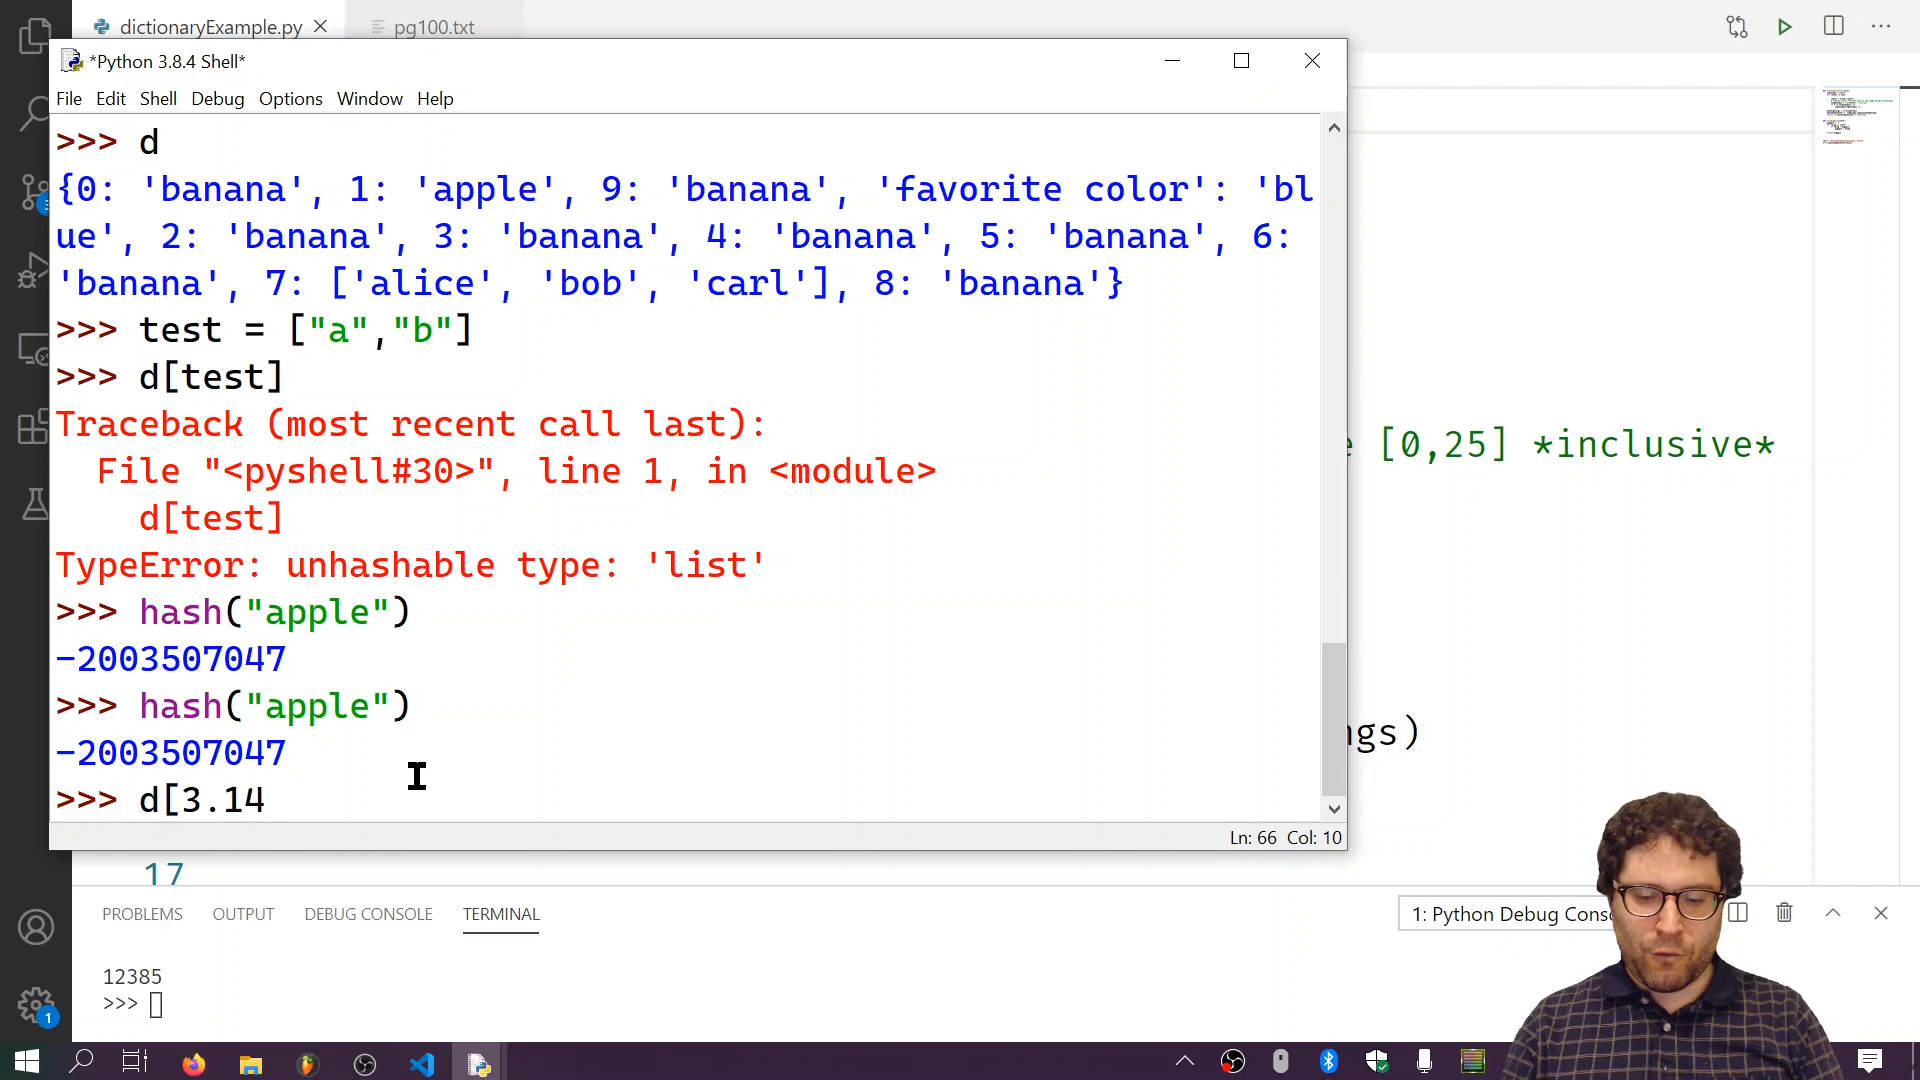 dictionaryExample.py
pg100.txt
*Python 3.8.4 Shell*
File Edit Shell Debug Options Window Help
>>> d
{0: 'banana', 1: 'apple', 9: 'banana', 'favorite color': 'bl
ue', 2: 'banana', 3: 'banana', 4: 'banana', 5: 'banana', 6:
'banana', 7: ['alice', 'bob', 'carl'], 8: 'banana'}
>>> test = ["a","b"]
>>> d[test]
Traceback (most recent call last):
File "<pyshell#30>", line 1, in <module>
d[test]
TypeError: unhashable type: 'list'
>>> hash("apple")
-2003507047
>>> hash("apple")
-2003507047
>>> d[3.14
Ln: 66 Col: 10
[0,25] *inclusive*
ngs)
17
PROBLEMS OUTPUT DEBUG CONSOLE TERMINAL
1: Python Debug Conso
12385
>>>
1